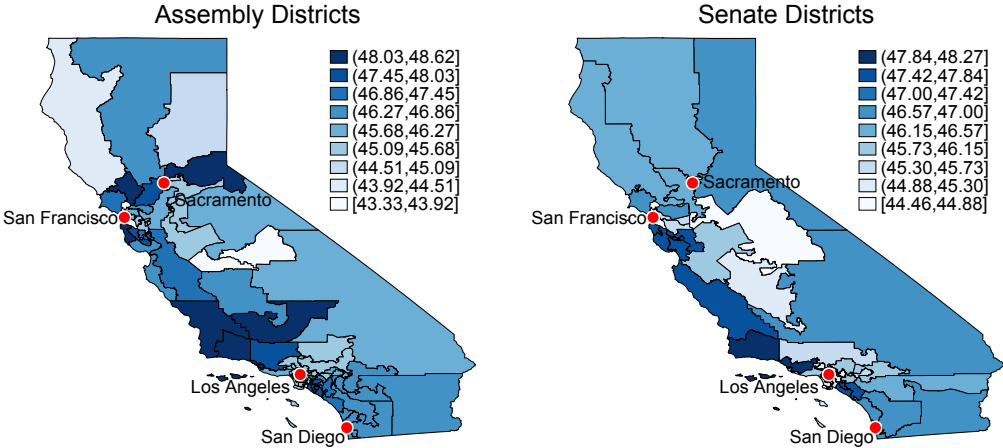 Assembly Districts
(48.03,48.62]
(47.45,48.03]
(46.86,47.45]
(46.27,46.86]
(45.68,46.27]
(45.09,45.68]
(44.51,45.09]
(43.92,44.51]
[43.33,43.92]
Sacramento
San Francisco
Los Angeles
San Diego
Senate Districts
(47.84,48.27]
(47.42,47.84]
(47.00,47.42]
(46.57,47.00]
(46.15,46.57]
(45.73,46.15]
(45.30,45.73]
(44.88,45.30]
[44.46,44.88]
Sacramento
San Francisco
Los Angeles
San Diego